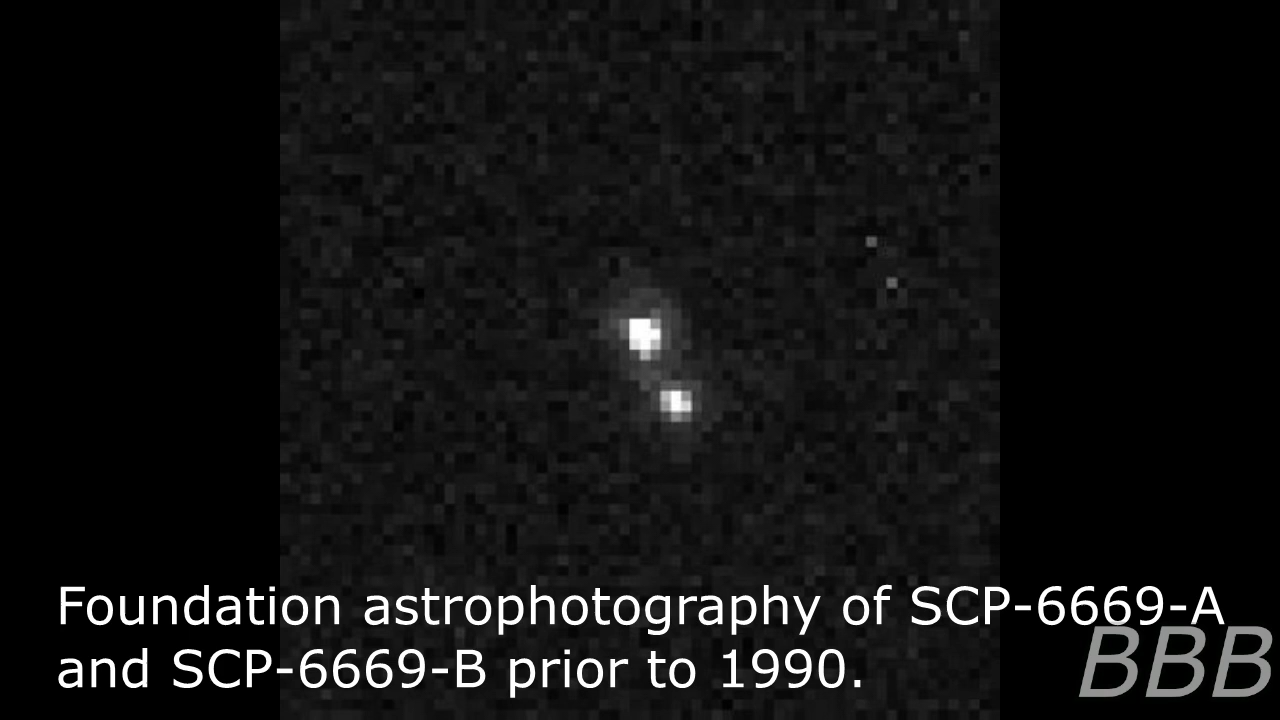 Foundation astrophotography of SCP-6669-A
and SCP-6669-B prior to 1990.
BBB